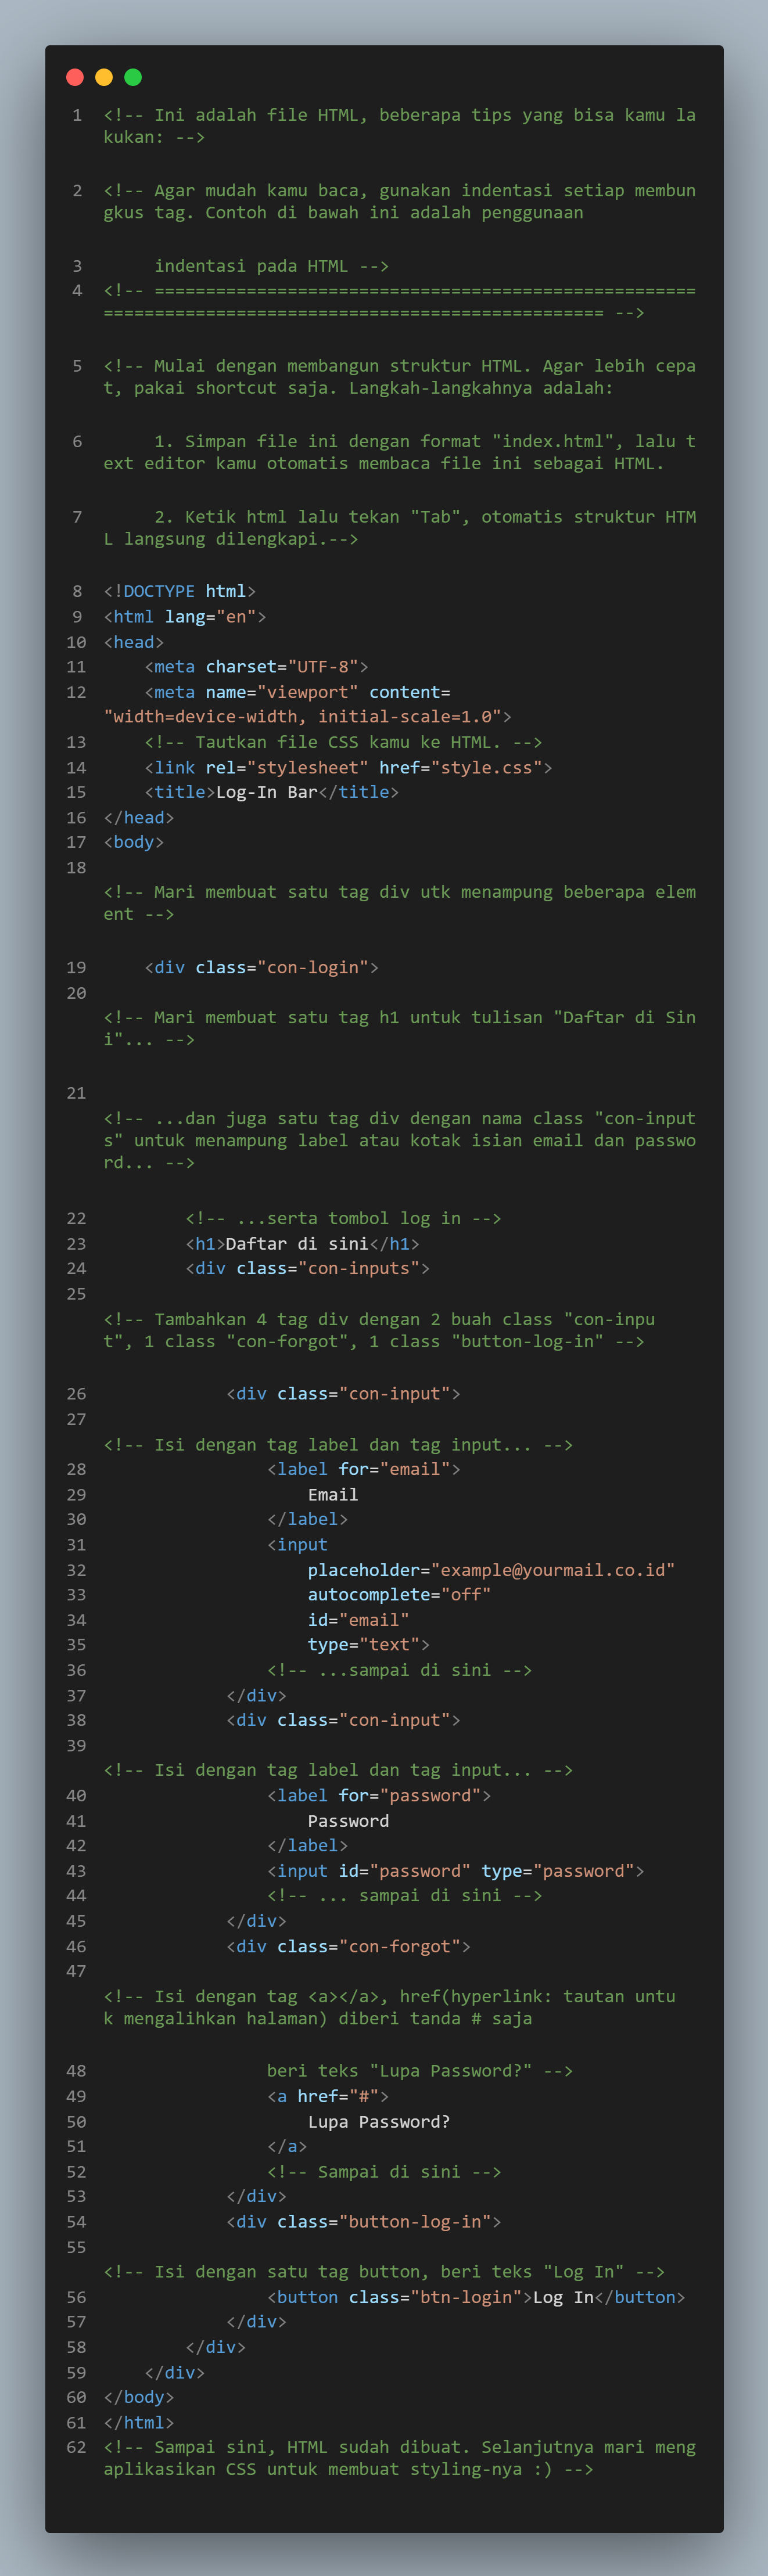 1 <!-- Ini adalah file HTML, beberapa tips yang bisa kamu la
kukan: -->
2 <!-- Agar mudah kamu baca, gunakan indentasi setiap membun
gkus tag. Contoh di bawah ini adalah penggunaan
3      indentasi pada HTML -->
4 <!-- =====================================================
================================================= -->
5 <!-- Mulai dengan membangun struktur HTML. Agar lebih cepa
t, pakai shortcut saja. Langkah-langkahnya adalah:
6      1. Simpan file ini dengan format "index.html", lalu t
ext editor kamu otomatis membaca file ini sebagai HTML.
7      2. Ketik html lalu tekan "Tab", otomatis struktur HTM
L langsung dilengkapi.-->
8 <!DOCTYPE html>
9 <html lang="en">
10 <head>
11     <meta charset="UTF-8">
12     <meta name="viewport" content=
"width=device-width, initial-scale=1.0">
13     <!-- Tautkan file CSS kamu ke HTML. -->
14     <link rel="stylesheet" href="style.css">
15     <title>Log-In Bar</title>
16 </head>
17 <body>
18
<!-- Mari membuat satu tag div utk menampung beberapa elem
ent -->
19     <div class="con-login">
20
<!-- Mari membuat satu tag h1 untuk tulisan "Daftar di Sin
i"... -->
21
<!-- ...dan juga satu tag div dengan nama class "con-input
s" untuk menampung label atau kotak isian email dan passwo
rd... -->
22         <!-- ...serta tombol log in -->
23         <h1>Daftar di sini</h1>
24         <div class="con-inputs">
25
<!-- Tambahkan 4 tag div dengan 2 buah class "con-inpu
t", 1 class "con-forgot", 1 class "button-log-in" -->
26             <div class="con-input">
27
<!-- Isi dengan tag label dan tag input... -->
28                 <label for="email">
29                     Email
30                 </label>
31                 <input
32                     placeholder="example@yourmail.co.id"
33                     autocomplete="off"
34                     id="email"
35                     type="text">
36                 <!-- ...sampai di sini -->
37             </div>
38             <div class="con-input">
39
<!-- Isi dengan tag label dan tag input... -->
40                 <label for="password">
41                     Password
42                 </label>
43                 <input id="password" type="password">
44                 <!-- ... sampai di sini -->
45             </div>
46             <div class="con-forgot">
47
<!-- Isi dengan tag <a></a>, href(hyperlink: tautan untu
k mengalihkan halaman) diberi tanda # saja
48                 beri teks "Lupa Password?" -->
49                 <a href="#">
50                     Lupa Password?
51                 </a>
52                 <!-- Sampai di sini -->
53             </div>
54             <div class="button-log-in">
55
<!-- Isi dengan satu tag button, beri teks "Log In" -->
56                 <button class="btn-login">Log In</button>
57             </div>
58         </div>
59     </div>
60 </body>
61 </html>
62 <!-- Sampai sini, HTML sudah dibuat. Selanjutnya mari meng
aplikasikan CSS untuk membuat styling-nya :) -->